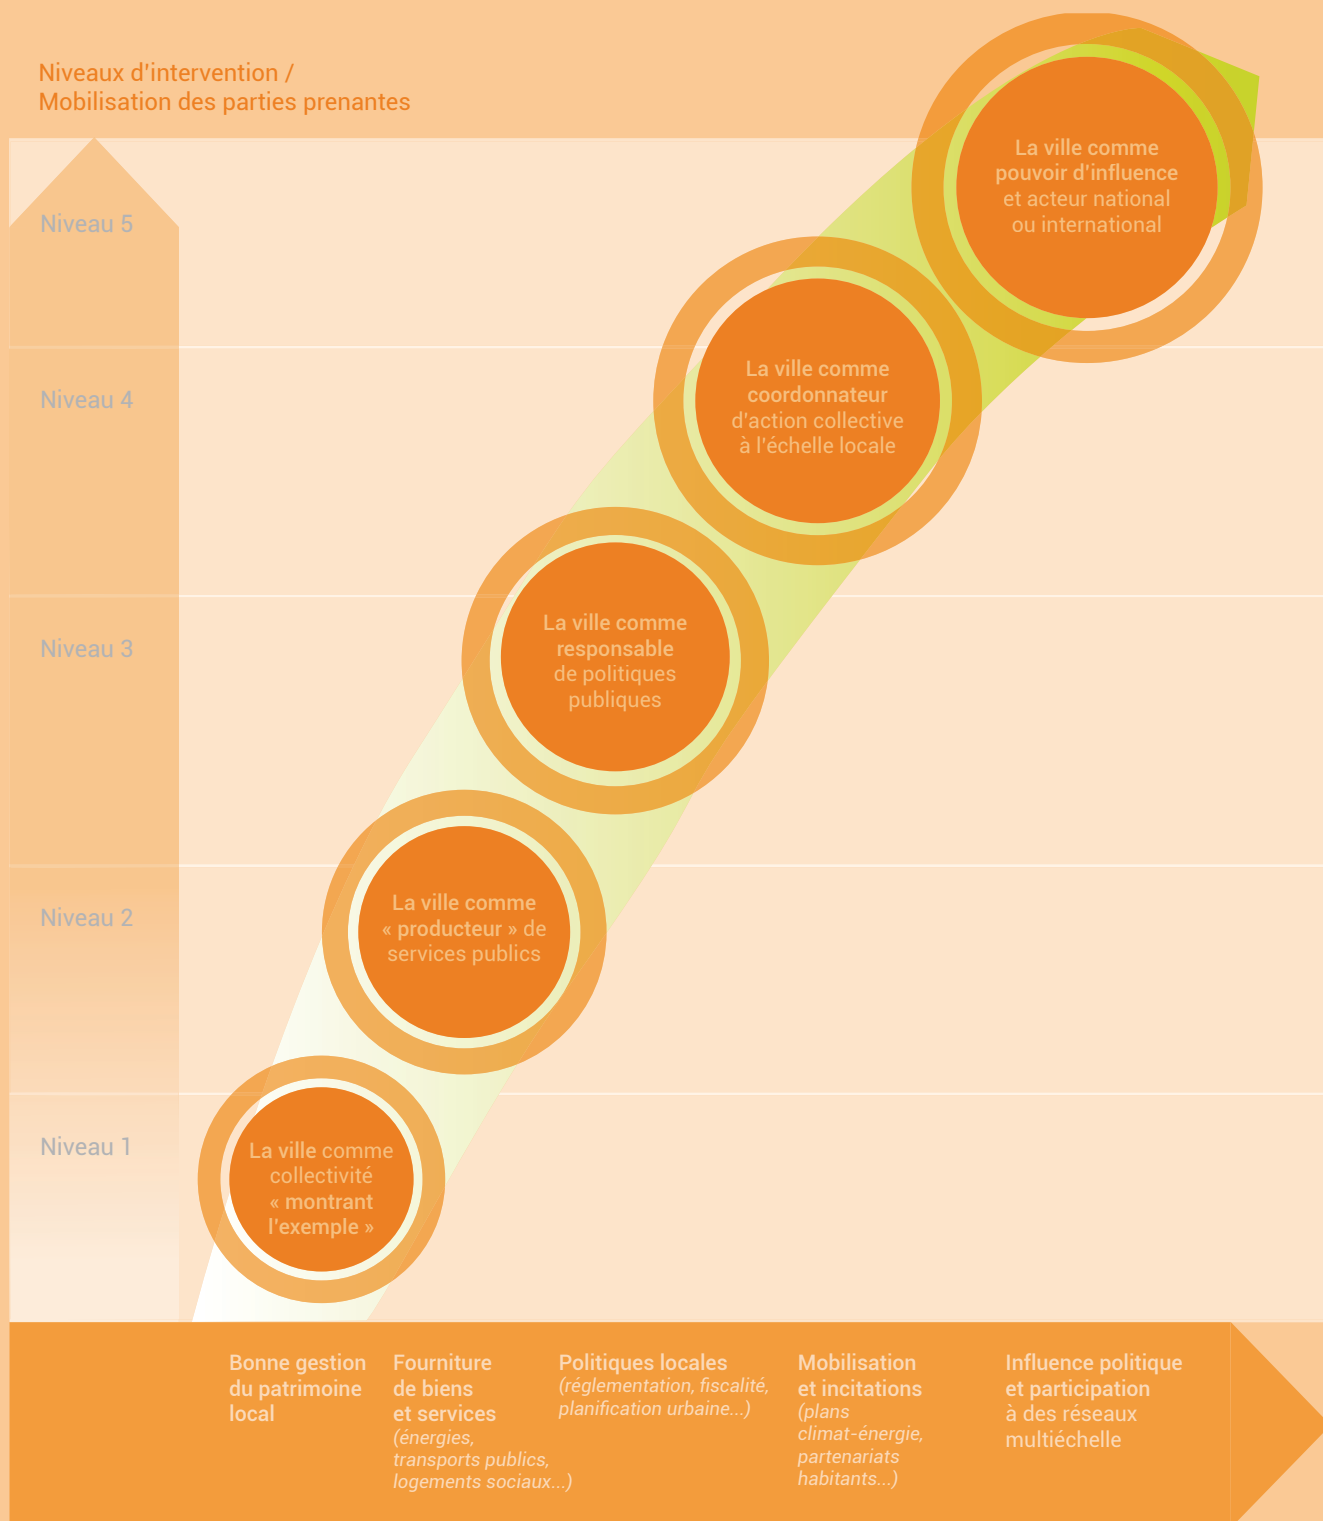 Niveaux d'intervention /
Mobilisation des parties prenantes
Niveau 5
La ville comme
pouvoir d'influence
et acteur national
ou international
Niveau 4
La ville comme
coordonnateur
d'action collective
à l'échelle locale
Niveau 3
La ville comme
responsable
de politiques
publiques
Niveau 2
La ville comme
« producteur » de
services publics
Niveau 1
La ville comme
collectivité
« montrant
l'exemple »
Bonne gestion
du patrimoine
local
Fourniture
de biens
et services
(énergies,
transports publics,
logements sociaux...)
Politiques locales
(réglementation, fiscalité,
planification urbaine...)
Mobilisation
et incitations
(plans
climat-énergie,
partenariats
habitants...)
Influence politique
et participation
à des réseaux
multiéchelle